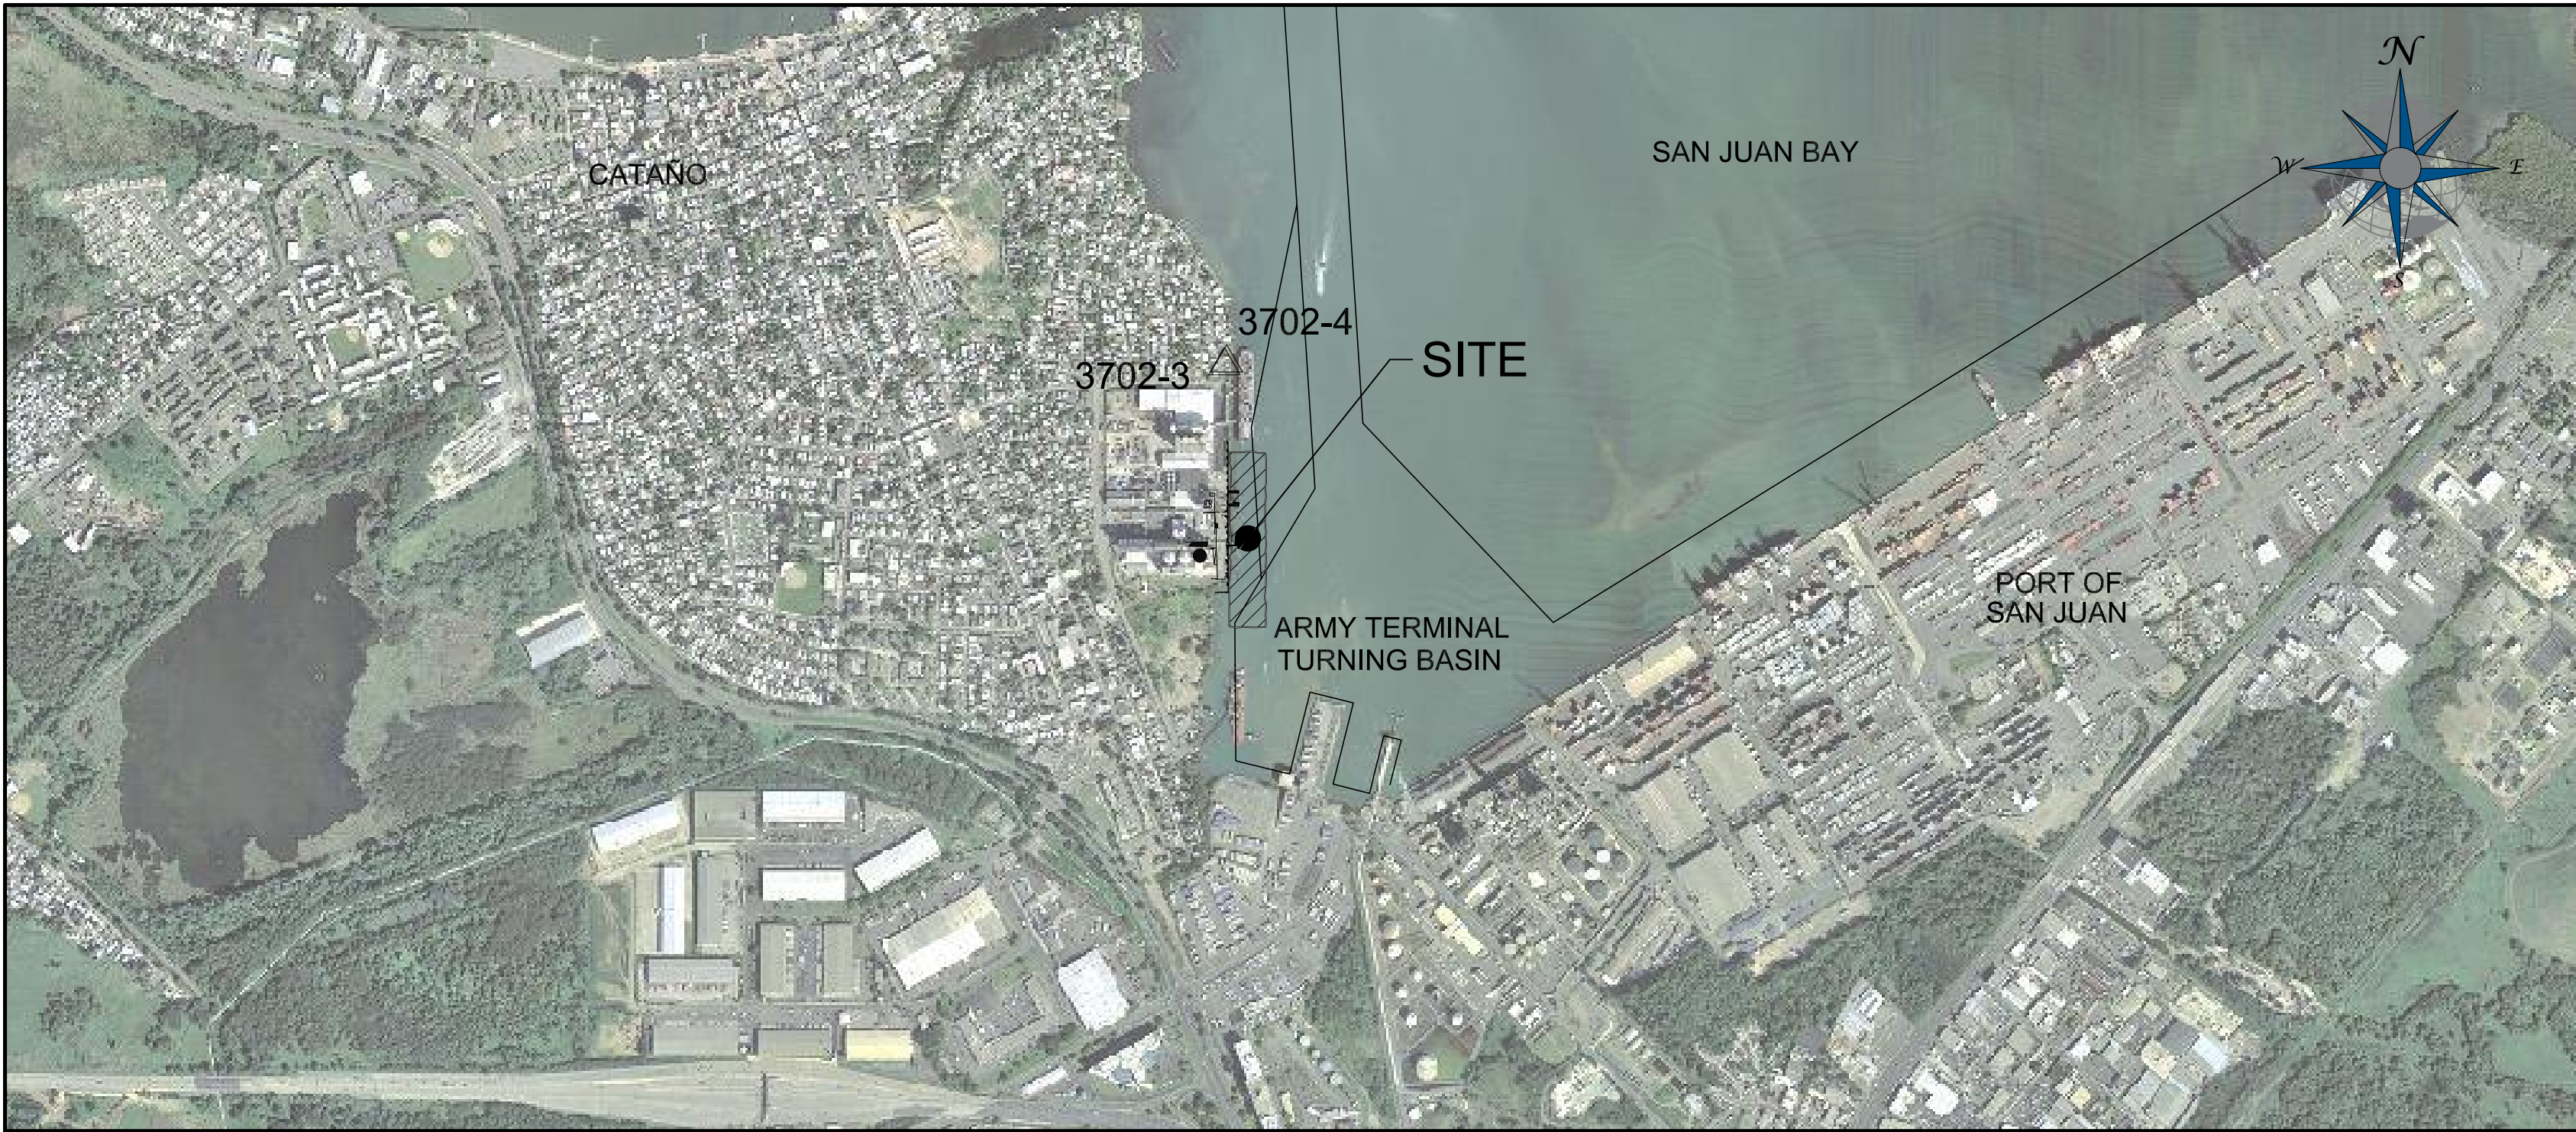 N
SAN JUAN BAY
W
E
CATAÑO
S
3702-4
SITE
3702-3
PORT OF
SAN JUAN
ARMY TERMINAL
TURNING BASIN